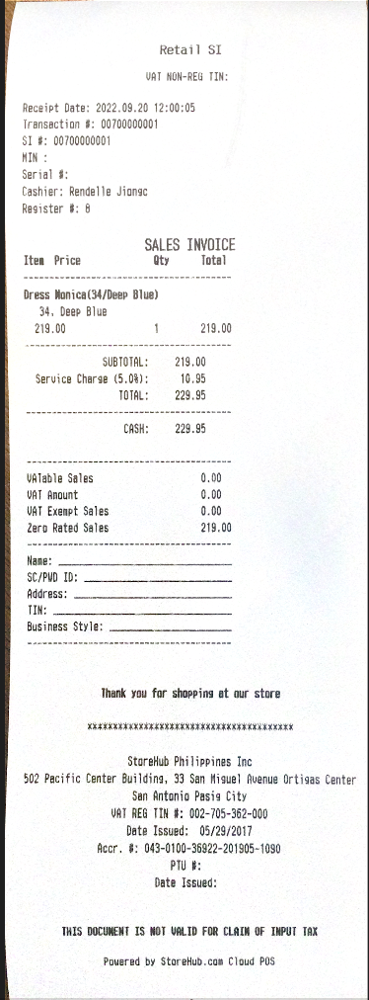 Retail SI
VAT NON-REG TIN:
Receipt Date: 2022.09.20 12:00:05
Transaction #: 00700000001
SI #: 00700000001
MIN :
Serial #:
Cashier: Rendelle Jiongc
Register #: 8
SALES INVOICE
Item Price Qty Total
Dress Monica(34/Deep Blue)
34. Deep Blue
219.00 1 219.00
SUBTOTAL: 219.00
Service Charge (5.0%): 10.95
TOTAL: 229.95
CASH: 229.95
VATable Sales 0.00
VAT Amount 0.00
VAT Exempt Sales 0.00
Zero Rated Sales 219.00
Name:
SC/PWD ID:
Address:
TIN:
Business Style:
Thank you for shopping at our store
****************************************
StoreHub Philippines Inc
502 Pacific Center Building, 33 San Miguel Avenue Ortigas Center
San Antonio Pasig City
VAT REG TIN #: 002-705-362-000
Date Issued: 05/29/2017
Accr. #: 043-0100-36922-201905-1090
PTU #:
Date Issued:
THIS DOCUMENT IS NOT VALID FOR CLAIM OF INPUT TAX
Powered by StoreHub.com Cloud POS